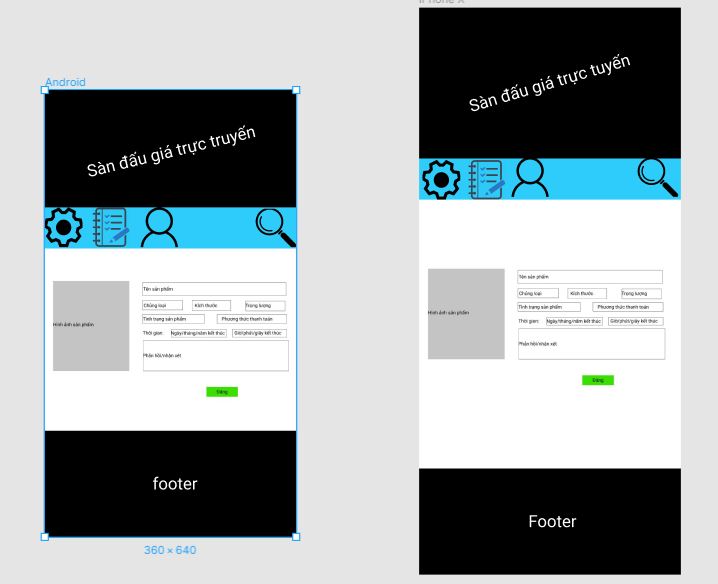 Android
Sàn đấu giá trực truyến
Hình ảnh sản phẩm
Tên sản phẩm
Chủng loại
Kích thước
Trọng lượng
Tình trạng sản phẩm
Phương thức thanh toán
Thời gian:
Ngày/tháng/năm kết thúc
Giờ/phút/giây kết thúc
Phản hồi/nhận xét
Đăng
footer
360 × 640
iPhone X
Sàn đấu giá trực tuyến
Hình ảnh sản phẩm
Tên sản phẩm
Chủng loại
Kích thước
Trọng lượng
Tình trạng sản phẩm
Phương thức thanh toán
Thời gian:
Ngày/tháng/năm kết thúc
Giờ/phút/giây kết thúc
Phản hồi/nhận xét
Đăng
Footer